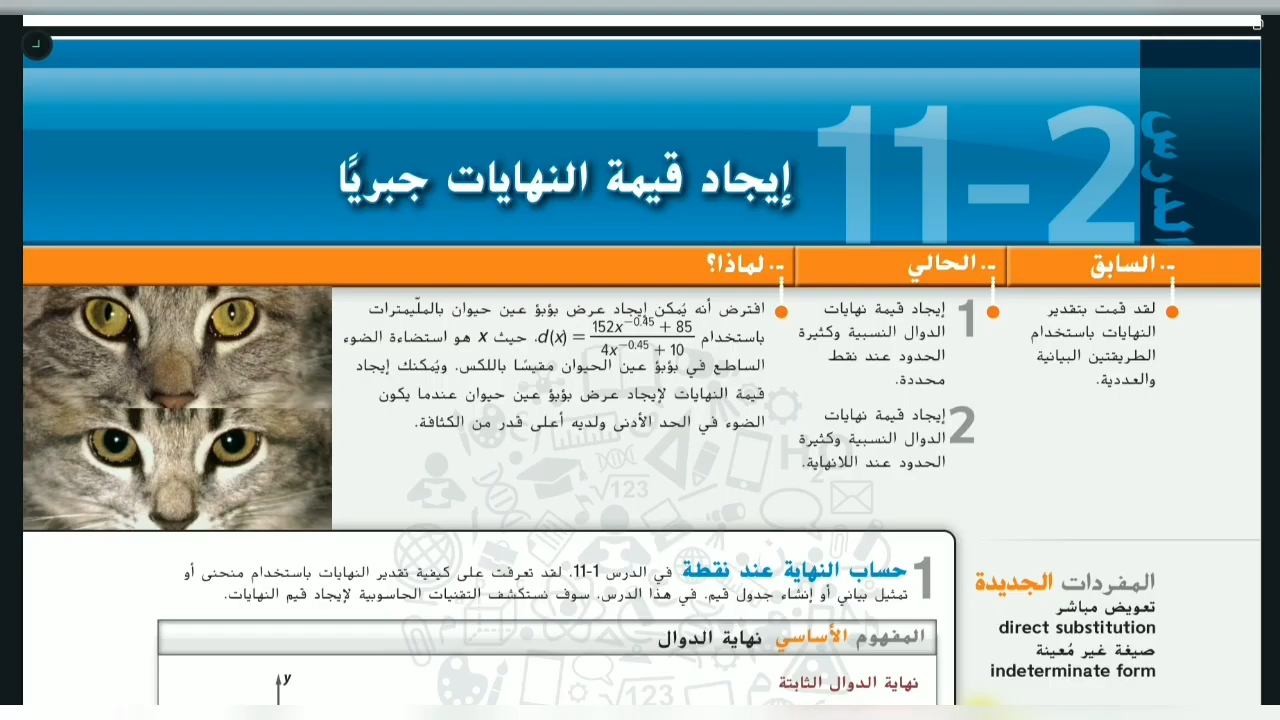 الدرس
11-2
إيجاد قيمة النهايات جبريًا
السابق
لقد قمت بتقدير
النهايات باستخدام
الطريقتين البيانية
والعددية.
الحالي
1 إيجاد قيمة نهايات
الدوال النسبية وكثيرة
الحدود عند نقط
محددة.
2 إيجاد قيمة نهايات
الدوال النسبية وكثيرة
الحدود عند اللانهاية.
لماذا؟
افترض أنه يُمكن إيجاد عرض بؤبؤ عين حيوان بالملّيمترات
باستخدام d(x) = (152x^−0.45 + 85)/(4x^−0.45 + 10). حيث x هو استضاءة الضوء
الساطع في بؤبؤ عين الحيوان مقيسًا باللكس. ويُمكنك إيجاد
قيمة النهايات لإيجاد عرض بؤبؤ عين حيوان عندما يكون
الضوء في الحد الأدنى ولديه أعلى قدر من الكثافة.
المفردات الجديدة
تعويض مباشر
direct substitution
صيغة غير مُعينة
indeterminate form
1 حساب النهاية عند نقطة في الدرس 1-11. لقد تعرفت على كيفية تقدير النهايات باستخدام منحنى أو
تمثيل بياني أو إنشاء جدول قيم. في هذا الدرس، سوف نستكشف التقنيات الحاسوبية لإيجاد قيم النهايات.
المفهوم الأساسي نهاية الدوال
نهاية الدوال الثابتة
y
√123
H2
√123